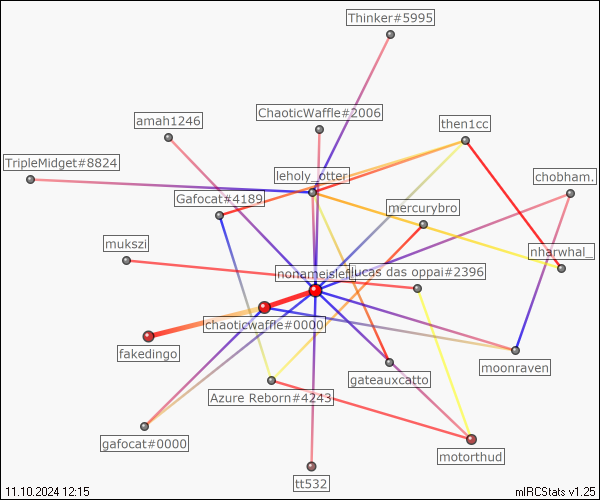 Thinker#5995
ChaoticWaffle#2006
amah1246
then1cc
TripleMidget#8824
leholy_otter
chobham.
Gafocat#4189
mercurybro
mukszi
nharwhal_
lucas das oppai#2396
chaoticwaffle#0000
fakedingo
moonraven
gateauxcatto
Azure Reborn#4243
gafocat#0000
motorthud
tt532
11.10.2024 12:15
mIRCStats v1.25